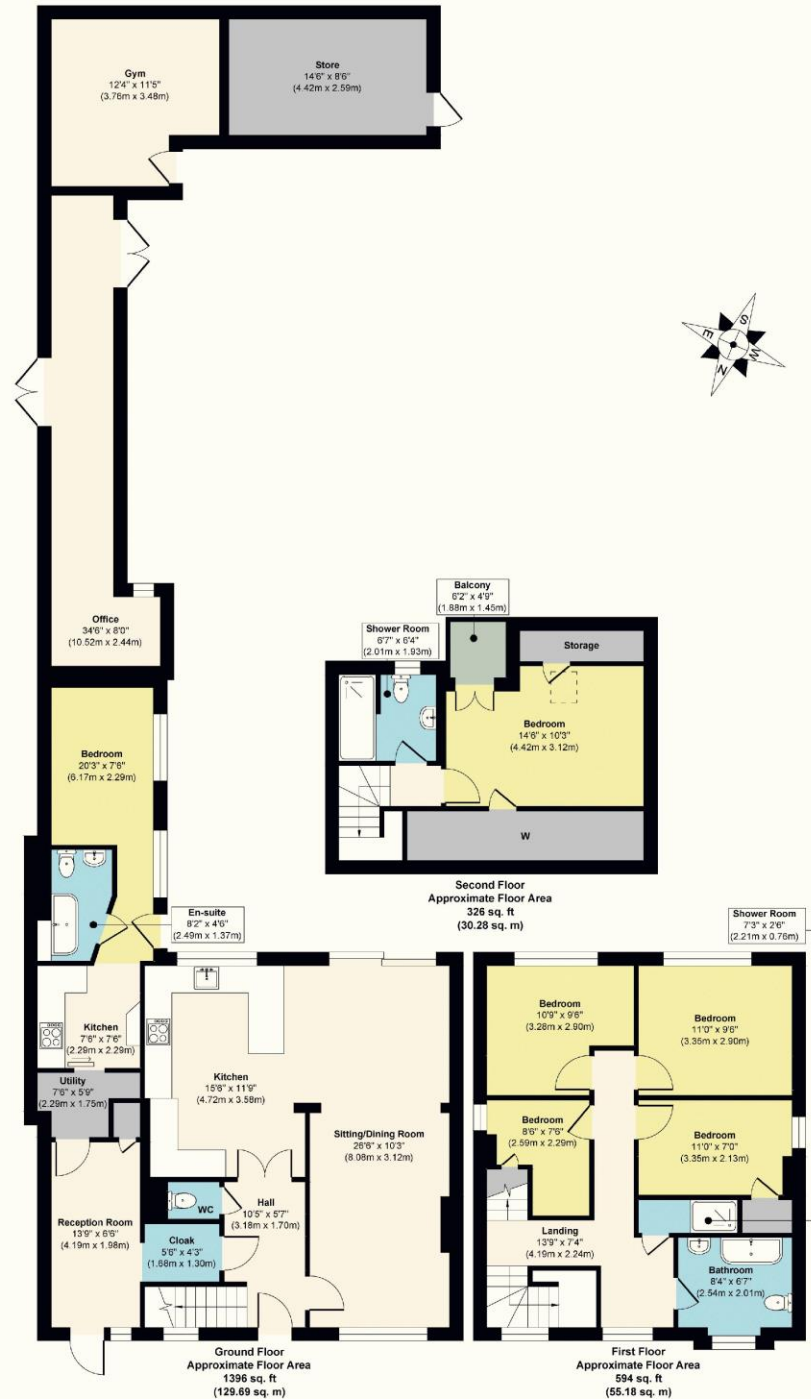 Gym
12'4" x 11'5"
(3.76m x 3.48m)
Store
14'6" x 8'6"
(4.42m x 2.59m)
S
E
W
N
Office
34'6" x 8'0"
(10.52m x 2.44m)
Balcony
6'2" x 4'9"
(1.88m x 1.45m)
Shower Room
6'7" x 6'4"
(2.01m x 1.93m)
Storage
Bedroom
14'6" x 10'3"
(4.42m x 3.12m)
W
Second Floor
Approximate Floor Area
326 sq. ft
(30.28 sq. m)
Bedroom
20'3" x 7'6"
(6.17m x 2.29m)
En-suite
8'2" x 4'6"
(2.49m x 1.37m)
Kitchen
7'6" x 7'6"
(2.29m x 2.29m)
Utility
7'6" x 5'9"
(2.29m x 1.75m)
Kitchen
15'6" x 11'9"
(4.72m x 3.58m)
Sitting/Dining Room
26'6" x 10'3"
(8.08m x 3.12m)
Reception Room
13'9" x 6'6"
(4.19m x 1.98m)
WC
Cloak
5'6" x 4'3"
(1.68m x 1.30m)
Hall
10'5" x 5'7"
(3.18m x 1.70m)
Ground Floor
Approximate Floor Area
1396 sq. ft
(129.69 sq. m)
Shower Room
7'3" x 2'6"
(2.21m x 0.76m)
Bedroom
10'9" x 9'6"
(3.28m x 2.90m)
Bedroom
11'0" x 9'6"
(3.35m x 2.90m)
Bedroom
8'6" x 7'6"
(2.59m x 2.29m)
Bedroom
11'0" x 7'0"
(3.35m x 2.13m)
Landing
13'9" x 7'4"
(4.19m x 2.24m)
Bathroom
8'4" x 6'7"
(2.54m x 2.01m)
First Floor
Approximate Floor Area
594 sq. ft
(55.18 sq. m)